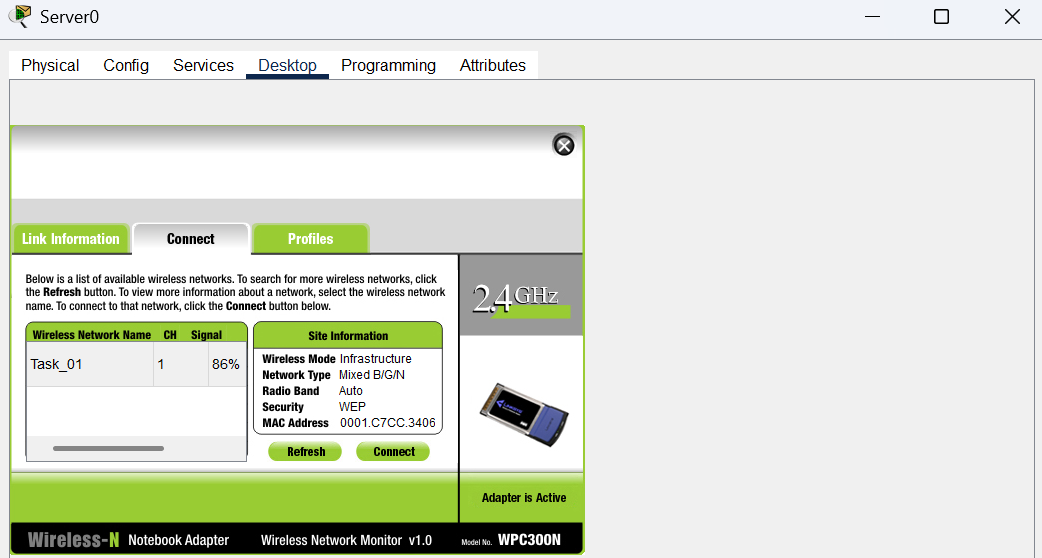 Server0
Physical Config Services Desktop Programming Attributes
Link Information Connect Profiles
Below is a list of available wireless networks. To search for more wireless networks, click
the Refresh button. To view more information about a network, select the wireless network
name. To connect to that network, click the Connect button below.
2.4GHz
Wireless Network Name CH Signal
Task_01 1 86%
Site Information
Wireless Mode Infrastructure
Network Type Mixed B/G/N
Radio Band Auto
Security WEP
MAC Address 0001.C7CC.3406
Refresh Connect
Adapter is Active
Wireless-N Notebook Adapter Wireless Network Monitor v1.0 Model No. WPC300N